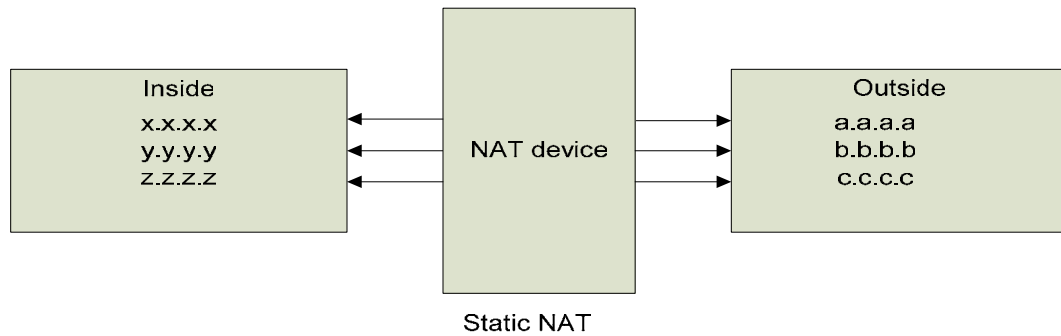 Inside
x.x.x.x
y.y.y.y
z.z.z.z
NAT device
Outside
a.a.a.a
b.b.b.b
c.c.c.c
Static NAT